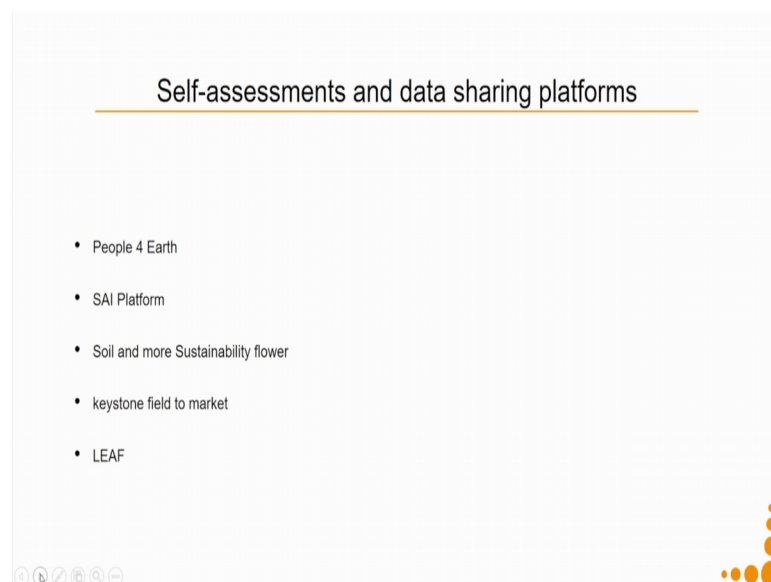 Self-assessments and data sharing platforms
• People 4 Earth
• SAI Platform
• Soil and more Sustainability flower
• keystone field to market
• LEAF